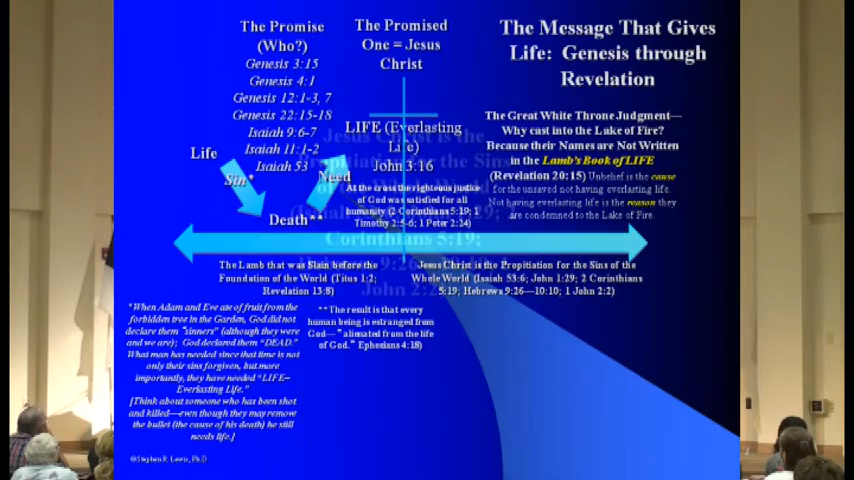 The Promise
(Who?)
Genesis 3:15
Genesis 4:1
Genesis 12:1-3, 7
Genesis 22:15-18
Isaiah 9:6-7
Isaiah 11:1-2
Isaiah 53
The Promised
One = Jesus
Christ
LIFE (Everlasting
Life)
John 3:16
At the cross the righteous justice
of God was satisfied for all
humanity (2 Corinthians 5:19; 1
Timothy 2:5-6; 1 Peter 2:24)
The Message That Gives
Life: Genesis through
Revelation
The Great White Throne Judgment—
Why cast into the Lake of Fire?
Because their Names are Not Written
in the Lamb's Book of LIFE
(Revelation 20:15) Unbelief is the cause
for the unsaved not having everlasting life.
Not having everlasting life is the reason they
are condemned to the Lake of Fire.
Life
Sin*
Need
Death**
Jesus Christ is the
Propitiation for the Sins
Corinthians 5:19;
The Lamb that was Slain before the
Foundation of the World (Titus 1:2;
Revelation 13:8)
Jesus Christ is the Propitiation for the Sins of the
Whole World (Isaiah 53:6; John 1:29; 2 Corinthians
5:19; Hebrews 9:26—10:10; 1 John 2:2)
*When Adam and Eve ate of fruit from the
forbidden tree in the Garden, God did not
declare them "sinners" (although they were
and we are); God declared them "DEAD."
What man has needed since that time is not
only their sins forgiven, but more
importantly, they have needed "LIFE–
Everlasting Life."
[Think about someone who has been shot
and killed—even though they may remove
the bullet (the cause of his death) he still
needs life.]
**The result is that every
human being is estranged from
God—"alienated from the life
of God." Ephesians 4:18)
©Stephen R. Lewis, Ph.D